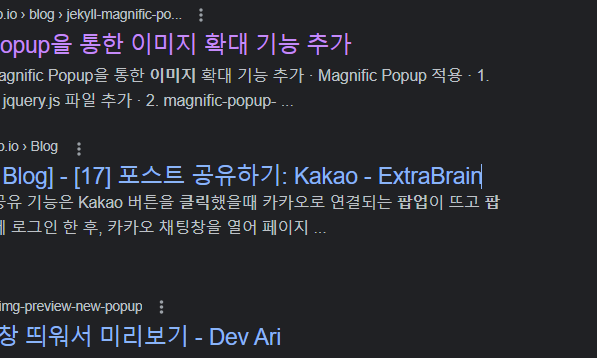 o.io › blog › jekyll-magnific-po...
opup을 통한 이미지 확대 기능 추가
agnific Popup을 통한 이미지 확대 기능 추가 · Magnific Popup 적용 · 1.
jquery.js 파일 추가 · 2. magnific-popup- ...
o.io › Blog
Blog] - [17] 포스트 공유하기: Kakao - ExtraBrain
공유 기능은 Kakao 버튼을 클릭했을때 카카오로 연결되는 팝업이 뜨고 팝
에 로그인 한 후, 카카오 채팅창을 열어 페이지 ...
img-preview-new-popup
창 띄워서 미리보기 - Dev Ari